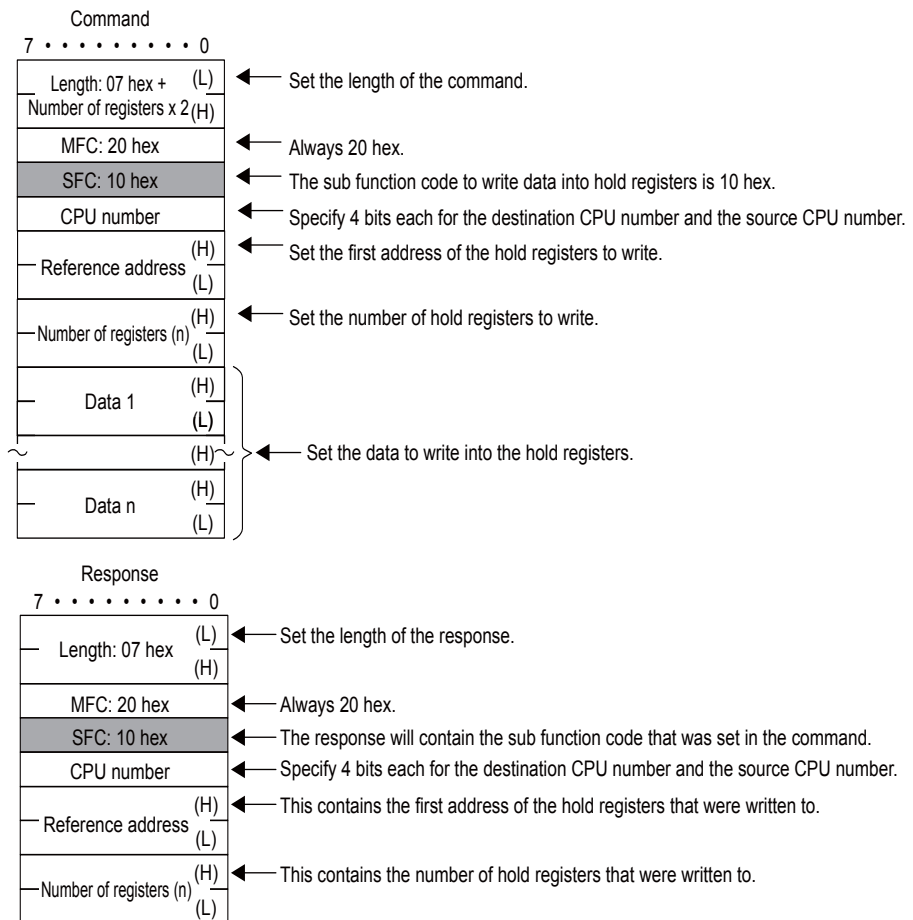 Command
7 • • • • • • • • • 0
Length: 07 hex + (L)
Number of registers x 2 (H)
Set the length of the command.
MFC: 20 hex
Always 20 hex.
SFC: 10 hex
The sub function code to write data into hold registers is 10 hex.
CPU number
Specify 4 bits each for the destination CPU number and the source CPU number.
Reference address (H)
(L)
Set the first address of the hold registers to write.
Number of registers (n) (H)
(L)
Set the number of hold registers to write.
Data 1 (H)
(L)
(H)
Set the data to write into the hold registers.
Data n (H)
(L)
Response
7 • • • • • • • • • 0
Length: 07 hex (L)
(H)
Set the length of the response.
MFC: 20 hex
Always 20 hex.
SFC: 10 hex
The response will contain the sub function code that was set in the command.
CPU number
Specify 4 bits each for the destination CPU number and the source CPU number.
Reference address (H)
(L)
This contains the first address of the hold registers that were written to.
Number of registers (n) (H)
(L)
This contains the number of hold registers that were written to.